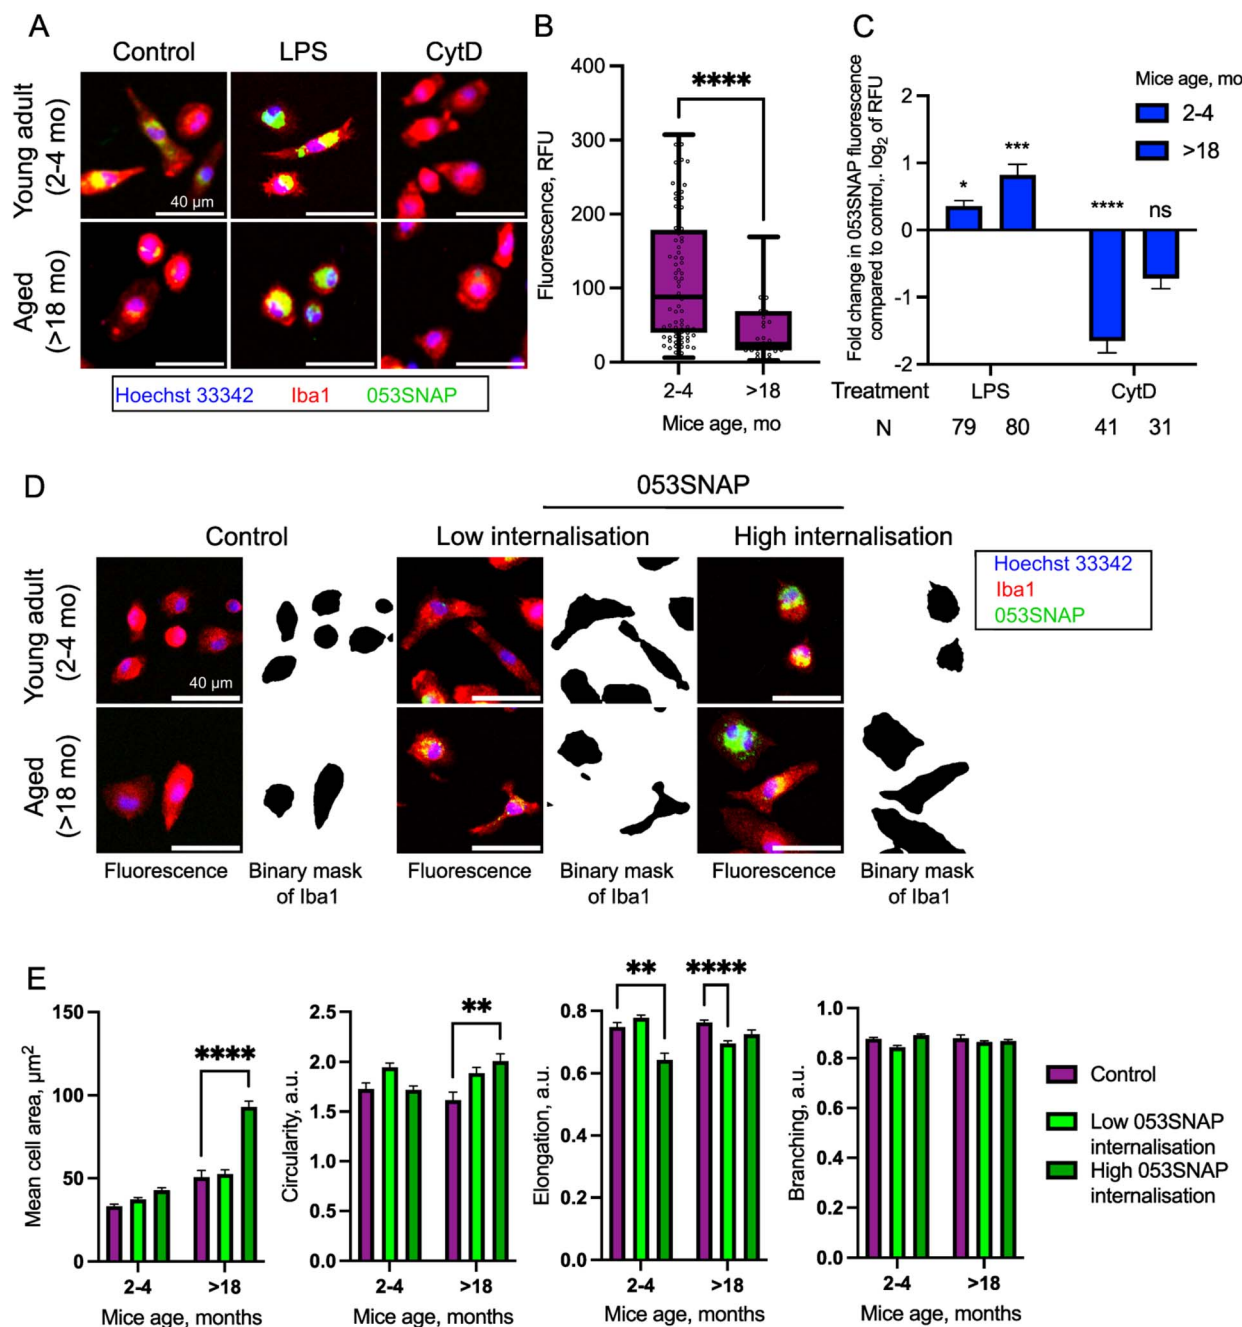 A
Control LPS CytD
Young adult
(2-4 mo)
40 µm
Aged
(>18 mo)
Hoechst 33342 Iba1 053SNAP
B
Fluorescence, RFU
400
300
200
100
0
****
2-4 >18
Mice age, mo
C
Fold change in 053SNAP fluorescence
compared to control,. log2 of RFU
2
1
0
-1
-2
Mice age, mo
2-4
>18
* *** **** ns
Treatment LPS CytD
N 79 80 41 31
D
053SNAP
Control Low internalisation High internalisation
Young adult
(2-4 mo)
40 µm
Aged
(>18 mo)
Hoechst 33342
Iba1
053SNAP
Fluorescence Binary mask
of Iba1
Fluorescence Binary mask
of Iba1
Fluorescence Binary mask
of Iba1
E
Mean cell area, µm2
150
100
50
0
****
2-4 >18
Mice age, months
Circularity, a.u.
2.5
2.0
1.5
1.0
0.5
0.0
**
2-4 >18
Mice age, months
Elongation, a.u.
0.8
0.6
0.4
0.2
0.0
** ****
2-4 >18
Mice age, months
Branching, a.u.
1.0
0.8
0.6
0.4
0.2
0.0
2-4 >18
Mice age, months
Control
Low 053SNAP
internalisation
High 053SNAP
internalisation